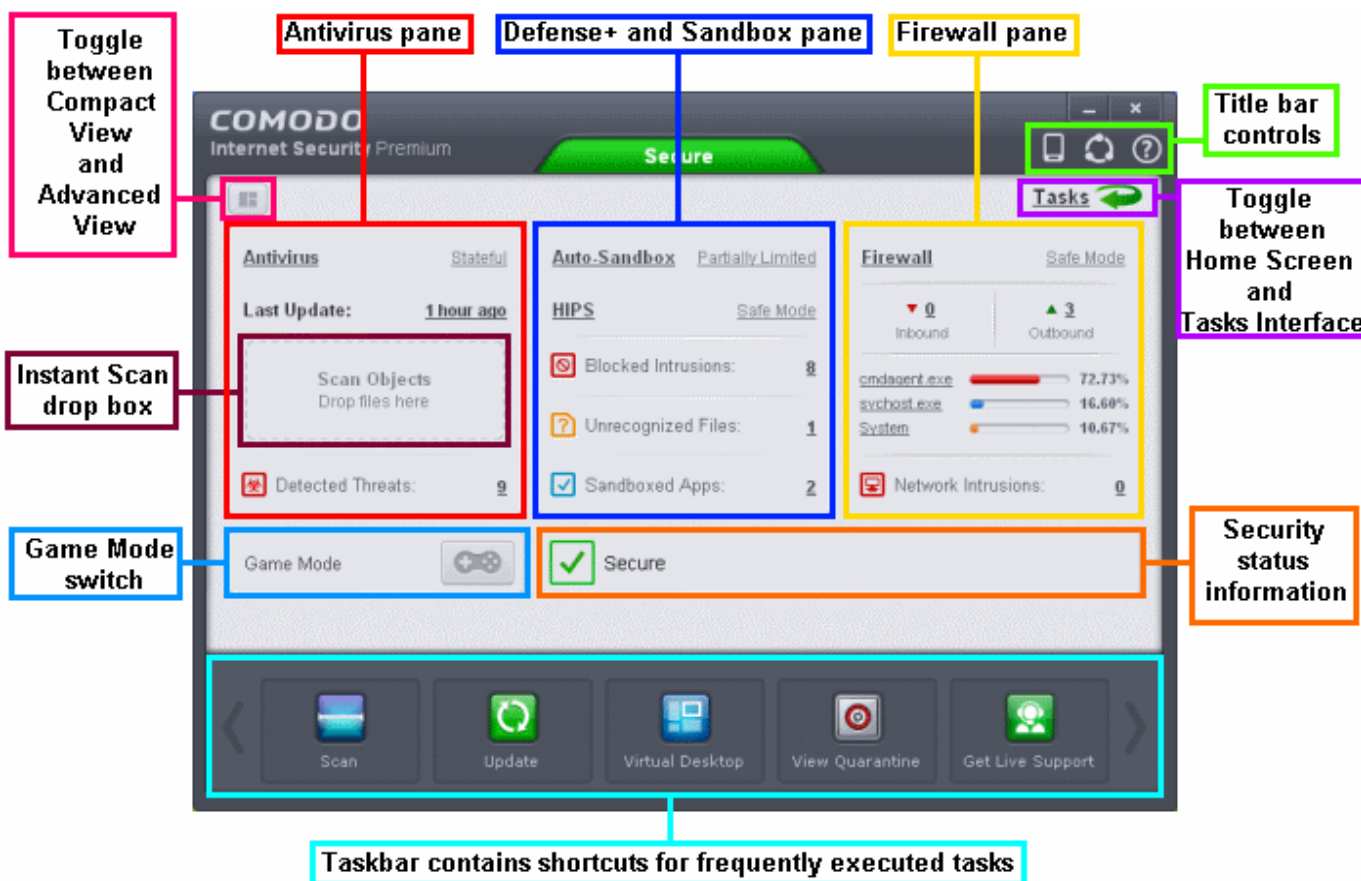 Toggle
between
Compact
View
and
Advanced
View
Antivirus pane
Defense+ and Sandbox pane
Firewall pane
Title bar
controls
COMODO
Internet Security Premium
Secure
Tasks
Toggle
between
Home Screen
and
Tasks Interface
Antivirus Stateful
Last Update: 1 hour ago
Scan Objects
Drop files here
Detected Threats: 9
Instant Scan
drop box
Auto-Sandbox Partially Limited
HIPS Safe Mode
Blocked Intrusions: 8
Unrecognized Files: 1
Sandboxed Apps: 2
Firewall Safe Mode
0 3
Inbound Outbound
cmdagent.exe 72.73%
svchost.exe 16.60%
System 10.67%
Network Intrusions: 0
Game Mode
switch
Game Mode
Secure
Security
status
information
Scan Update Virtual Desktop View Quarantine Get Live Support
Taskbar contains shortcuts for frequently executed tasks